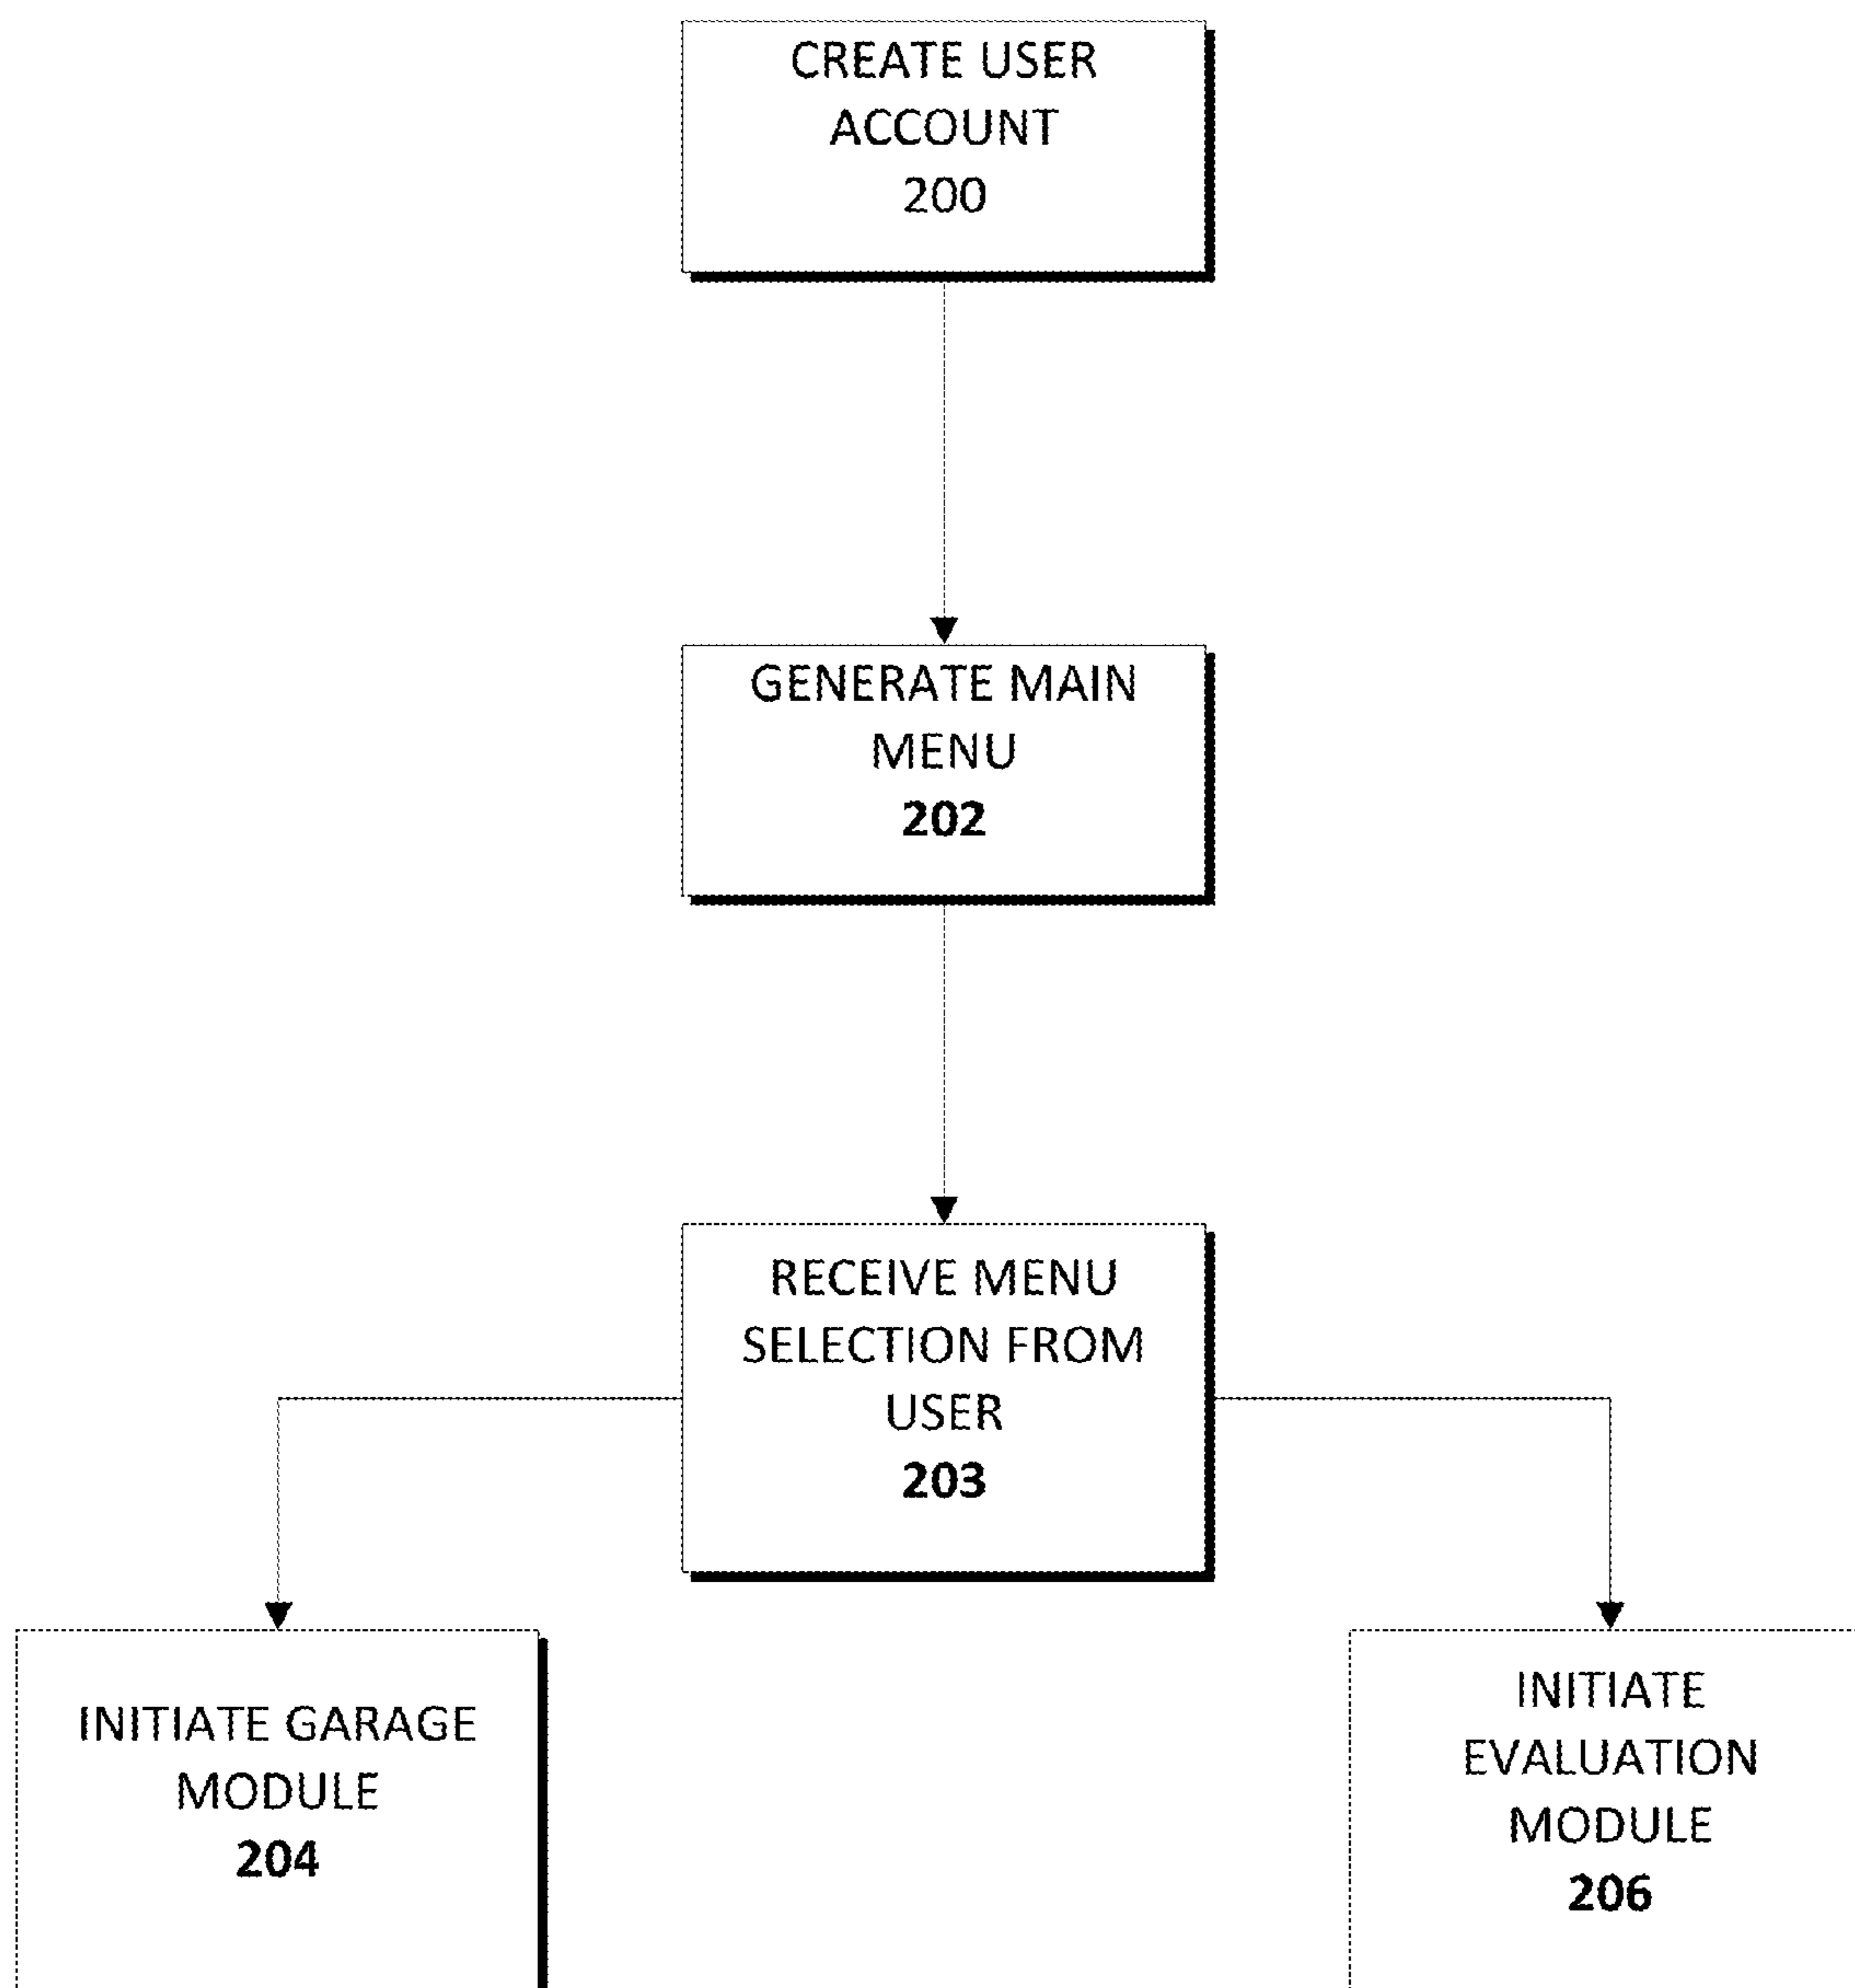 CREATE USER
ACCOUNT
200
GENERATE MAIN
MENU
202
RECEIVE MENU
SELECTION FROM
USER
203
INITIATE GARAGE
MODULE
204
INITIATE
EVALUATION
MODULE
206